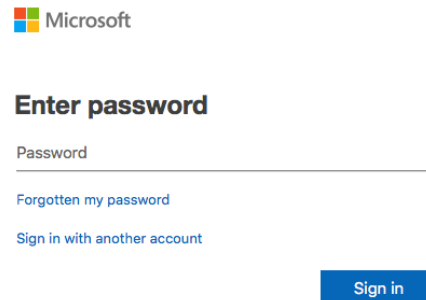 Microsoft
Enter password
Password
Forgotten my password
Sign in with another account
Sign in